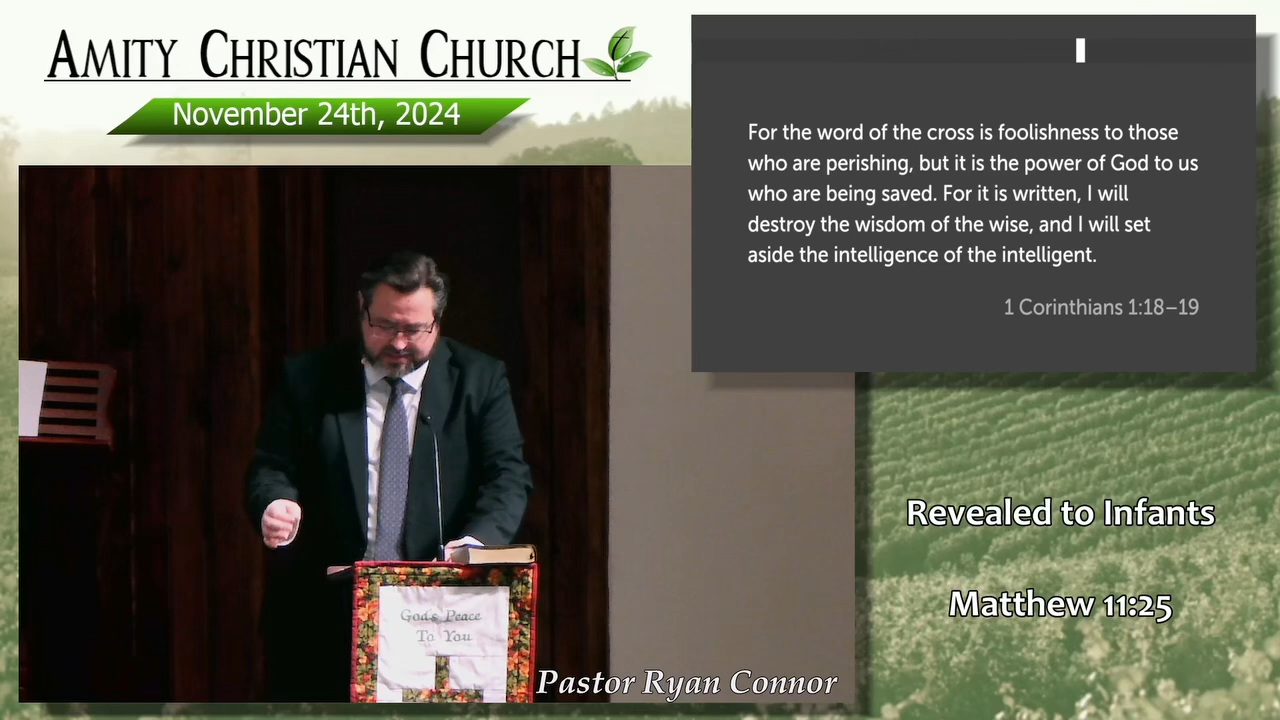 AMITY CHRISTIAN CHURCH
November 24th, 2024
For the word of the cross is foolishness to those
who are perishing, but it is the power of God to us
who are being saved. For it is written, I will
destroy the wisdom of the wise, and I will set
aside the intelligence of the intelligent.
1 Corinthians 1:18–19
God's Peace
To You
Revealed to Infants
Matthew 11:25
Pastor Ryan Connor